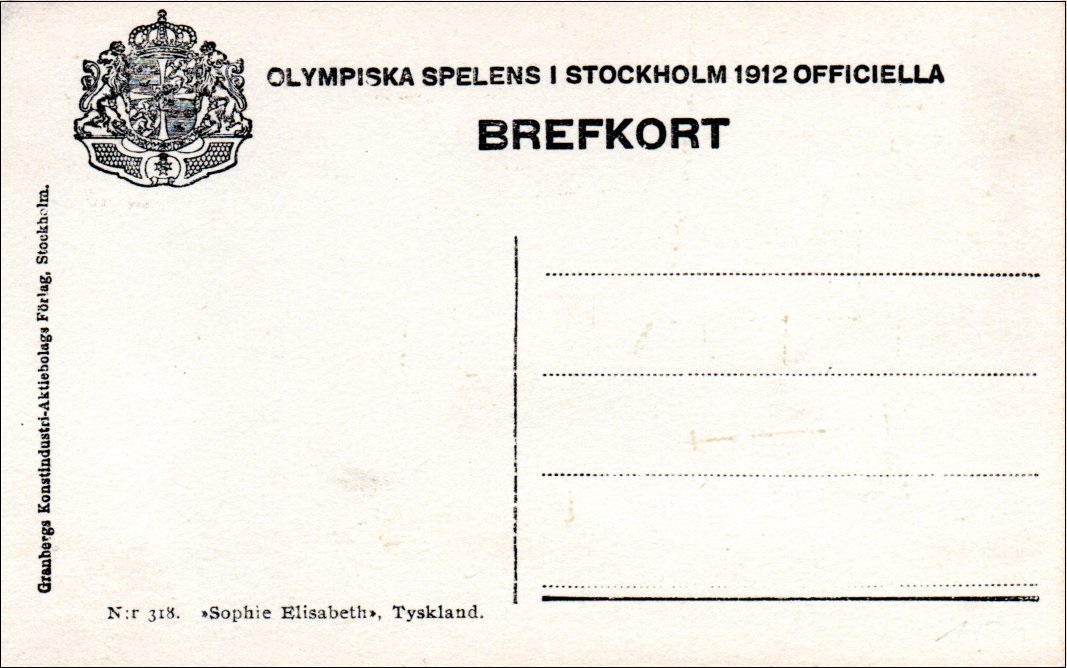 OLYMPISKA SPELENS I STOCKHOLM 1912 OFFICIELLA
BREFKORT
Granbergs Konstindustri-Aktiebolags Förlag, Stockholm.
N:r 318. »Sophie Elisabeth», Tyskland.